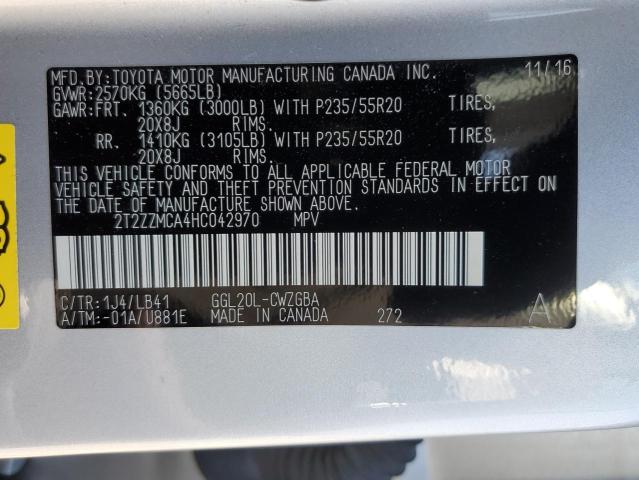 MFD.BY:TOYOTA MOTOR MANUFACTURING CANADA INC. 11/16
GVWR:2570KG (5665LB)
GAWR:FRT. 1360KG (3000LB) WITH P235/55R20 TIRES,
20X8J RIMS.
RR. 1410KG (3105LB) WITH P235/55R20 TIRES,
20X8J RIMS.
THIS VEHICLE CONFORMS TO ALL APPLICABLE FEDERAL MOTOR
VEHICLE SAFETY AND THEFT PREVENTION STANDARDS IN EFFECT ON
THE DATE OF MANUFACTURE SHOWN ABOVE.
2T2ZZMCA4HC042970 MPV
C/TR:1J4/LB41 GGL20L-CWZGBA
A/TM:-01A/U881E MADE IN CANADA 272 A